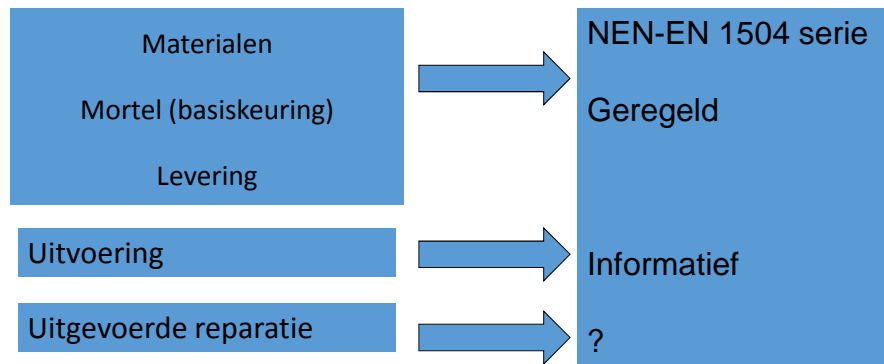 Materialen
Mortel (basiskeuring)
Levering
Uitvoering
Uitgevoerde reparatie
NEN-EN 1504 serie
Geregeld
Informatief
?